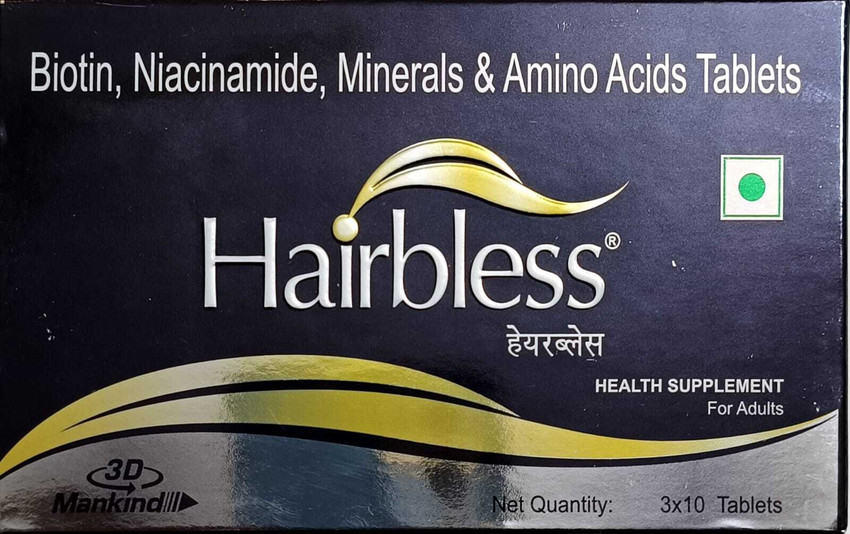 Biotin, Niacinamide, Minerals & Amino Acids Tablets
Hairbless®
हेयरब्लेस
HEALTH SUPPLEMENT
For Adults
3D
Mankind
Net Quantity: 3x10 Tablets